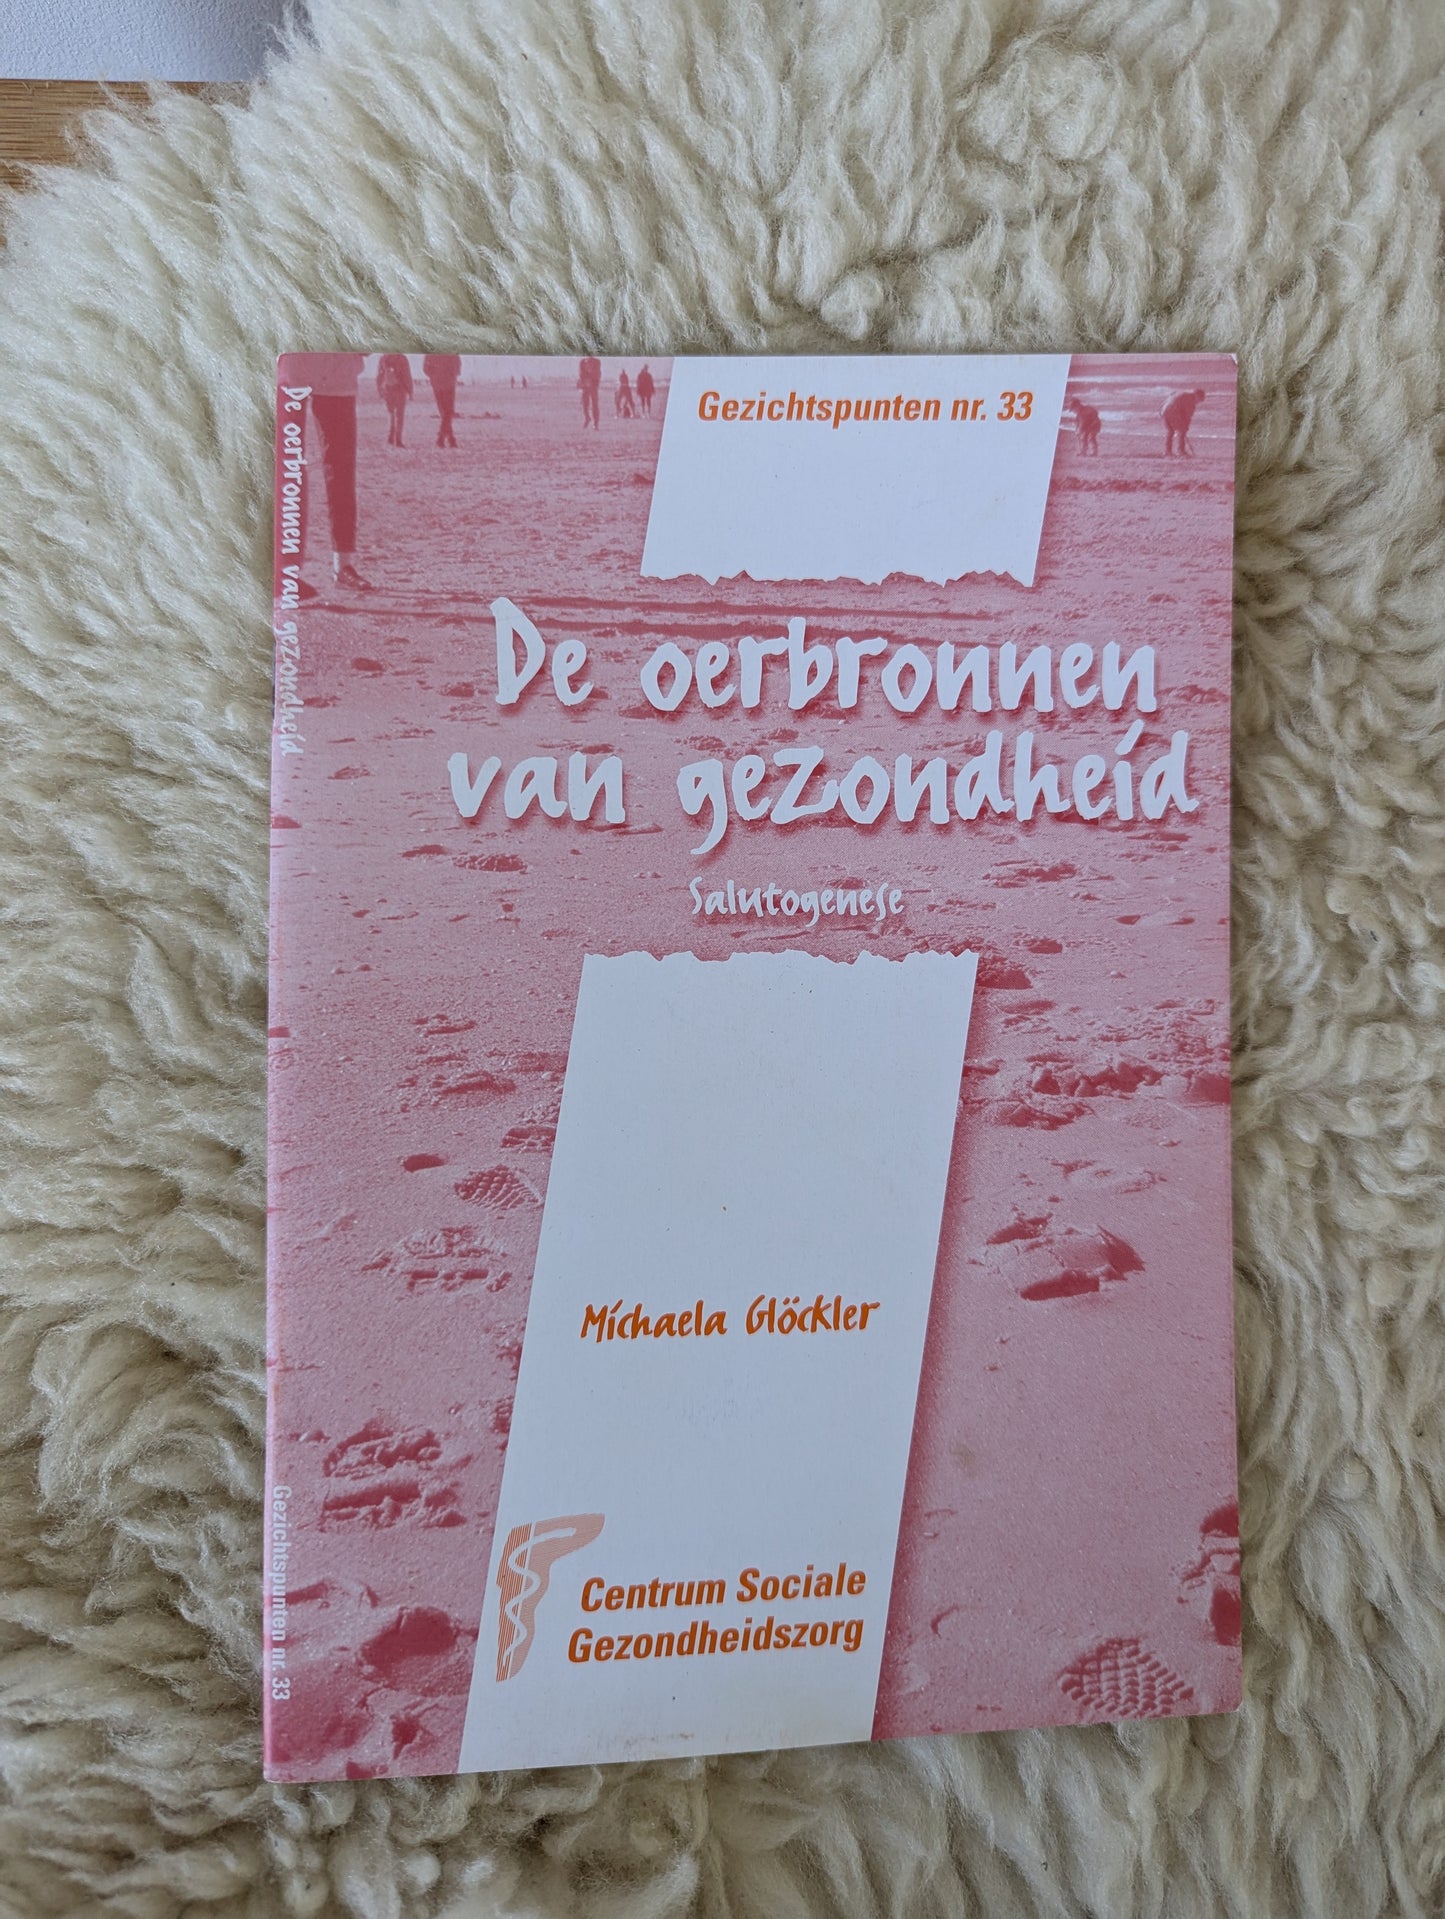 Gezichtspunten nr. 33
De oerbronnen
van gezondheid
Salutogenese
Michaela Glöckler
Centrum Sociale
Gezondheidszorg
De oerbronnen van gezondheid
Gezichtspunten nr. 33